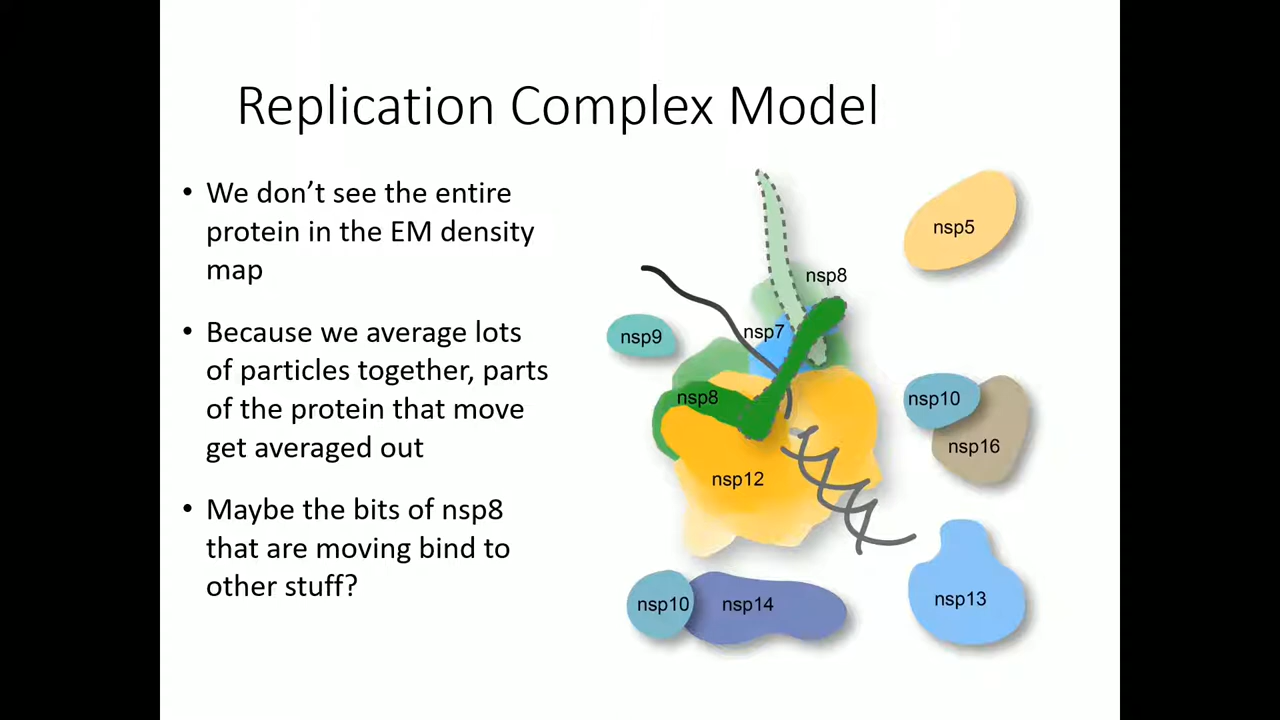 Replication Complex Model
• We don’t see the entire
protein in the EM density
map
• Because we average lots
of particles together, parts
of the protein that move
get averaged out
• Maybe the bits of nsp8
that are moving bind to
other stuff?
nsp5
nsp8
nsp9
nsp7
nsp8
nsp10
nsp16
nsp12
nsp10
nsp14
nsp13